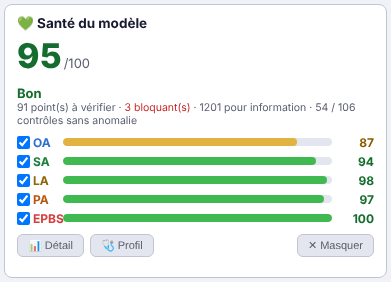 💚 Santé du modèle
95/100
Bon
91 point(s) à vérifier · 3 bloquant(s) · 1201 pour information · 54 / 106
contrôles sans anomalie
OA 87
SA 94
LA 98
PA 97
EPBS 100
📊 Détail 🩺 Profil ✕ Masquer